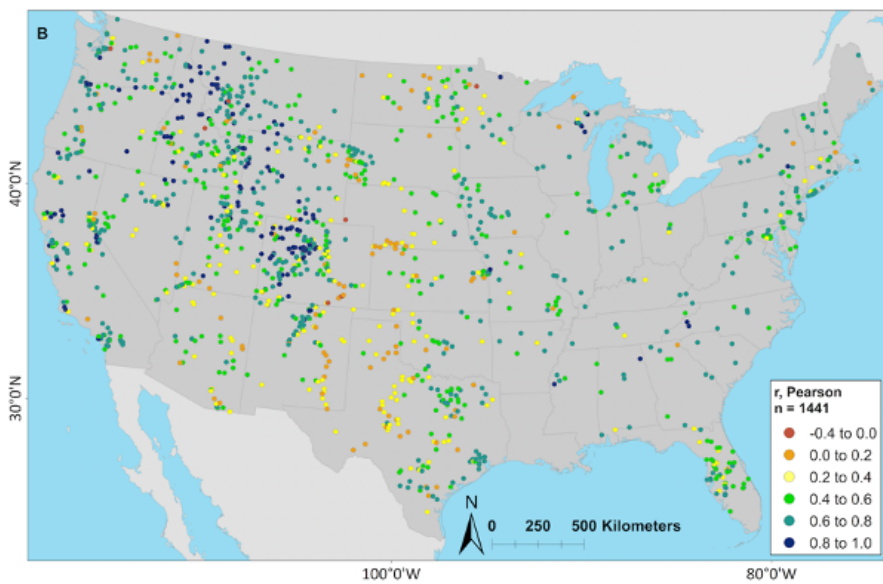 B
40°0'N
30°0'N
r, Pearson
n = 1441
-0.4 to 0.0
0.0 to 0.2
0.2 to 0.4
0.4 to 0.6
0.6 to 0.8
0.8 to 1.0
N
0 250 500 Kilometers
100°0'W 80°0'W